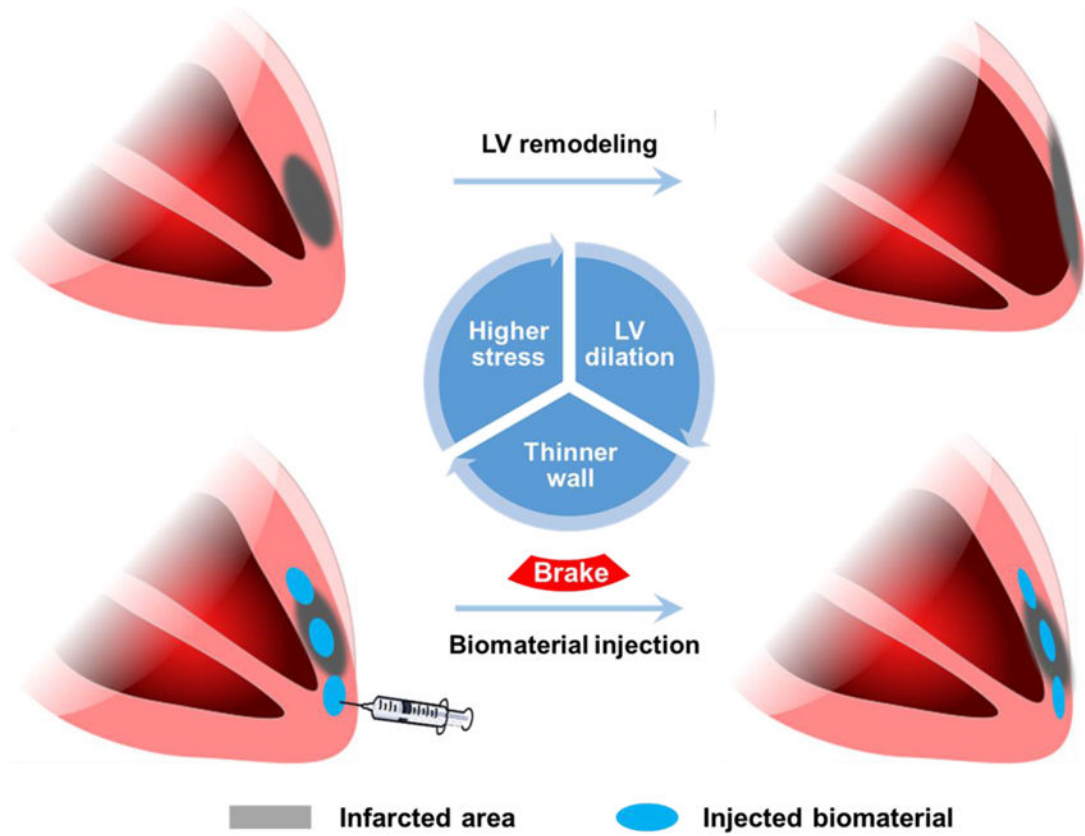 LV remodeling
Higher
stress
LV
dilation
Thinner
wall
Brake
Biomaterial injection
Infarcted area
Injected biomaterial